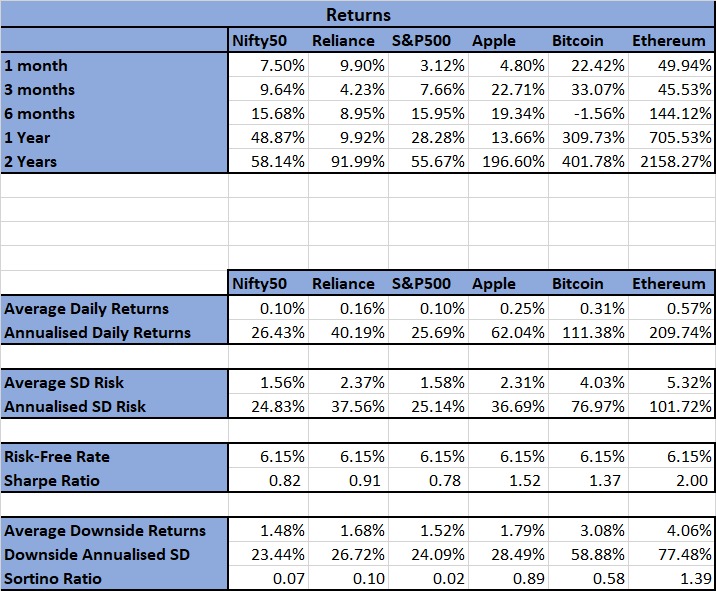 Returns
Nifty50 Reliance S&P500 Apple Bitcoin Ethereum
1 month 7.50% 9.90% 3.12% 4.80% 22.42% 49.94%
3 months 9.64% 4.23% 7.66% 22.71% 33.07% 45.53%
6 months 15.68% 8.95% 15.95% 19.34% -1.56% 144.12%
1 Year 48.87% 9.92% 28.28% 13.66% 309.73% 705.53%
2 Years 58.14% 91.99% 55.67% 196.60% 401.78% 2158.27%
Nifty50 Reliance S&P500 Apple Bitcoin Ethereum
Average Daily Returns 0.10% 0.16% 0.10% 0.25% 0.31% 0.57%
Annualised Daily Returns 26.43% 40.19% 25.69% 62.04% 111.38% 209.74%
Average SD Risk 1.56% 2.37% 1.58% 2.31% 4.03% 5.32%
Annualised SD Risk 24.83% 37.56% 25.14% 36.69% 76.97% 101.72%
Risk-Free Rate 6.15% 6.15% 6.15% 6.15% 6.15% 6.15%
Sharpe Ratio 0.82 0.91 0.78 1.52 1.37 2.00
Average Downside Returns 1.48% 1.68% 1.52% 1.79% 3.08% 4.06%
Downside Annualised SD 23.44% 26.72% 24.09% 28.49% 58.88% 77.48%
Sortino Ratio 0.07 0.10 0.02 0.89 0.58 1.39